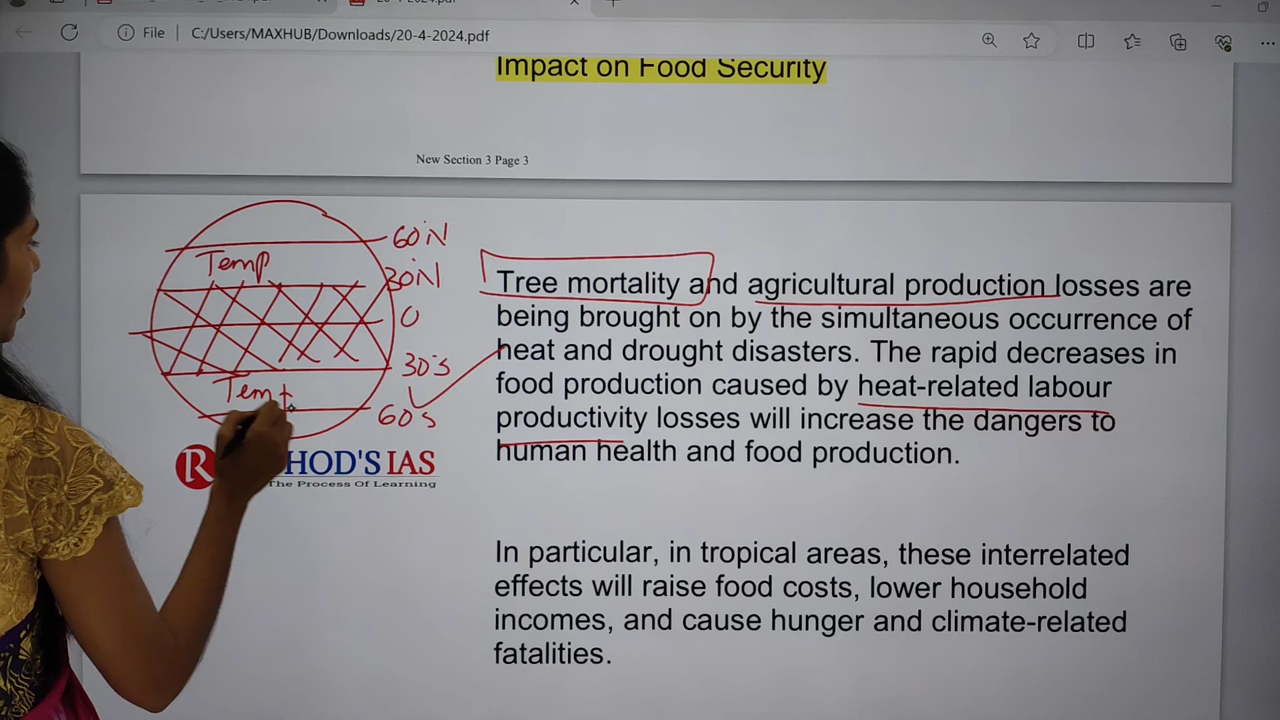 File
C:/Users/MAXHUB/Downloads/20-4-2024.pdf
Impact on Food Security
New Section 3 Page 3
60°N
Temp
30°N
0
30°S
Temp
60°S
Tree mortality and agricultural production losses are
being brought on by the simultaneous occurrence of
heat and drought disasters. The rapid decreases in
food production caused by heat-related labour
productivity losses will increase the dangers to
human health and food production.
HOD'S IAS
The Process Of Learning
In particular, in tropical areas, these interrelated
effects will raise food costs, lower household
incomes, and cause hunger and climate-related
fatalities.